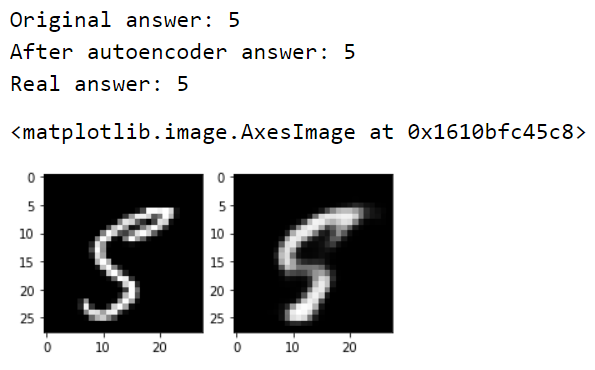 Original answer: 5
After autoencoder answer: 5
Real answer: 5
<matplotlib.image.AxesImage at 0x1610bfc45c8>
0
5
10
15
20
25
0 10 20
0
5
10
15
20
25
0 10 20